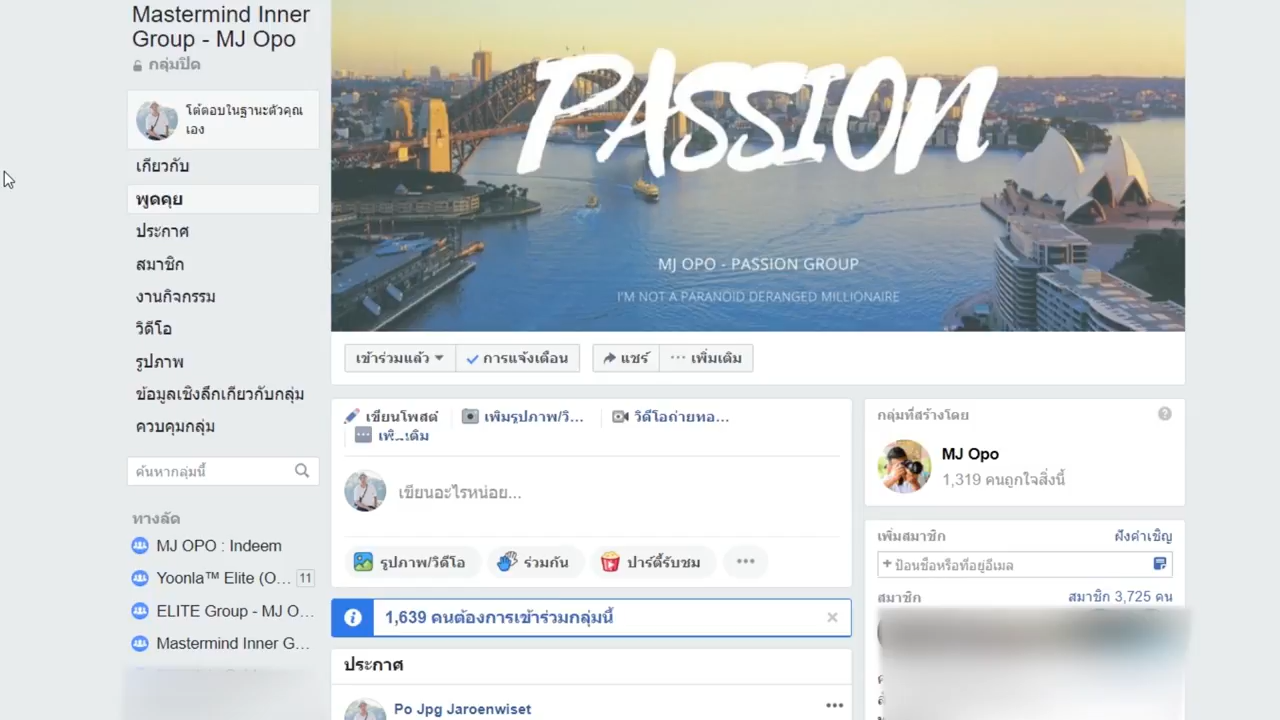 Mastermind Inner
Group - MJ Opo
กลุ่มปิด
โต้ตอบในฐานะตัวคุณ
เอง
เกี่ยวกับ
พูดคุย
ประกาศ
สมาชิก
งานกิจกรรม
วิดีโอ
รูปภาพ
ข้อมูลเชิงลึกเกี่ยวกับกลุ่ม
ควบคุมกลุ่ม
ค้นหากลุ่มนี้
ทางลัด
MJ OPO : Indeem
Yoonla™ Elite (O... 11
ELITE Group - MJ O...
Mastermind Inner G...
PASSION
MJ OPO - PASSION GROUP
I'M NOT A PARANOID DERANGED MILLIONAIRE
เข้าร่วมแล้ว การแจ้งเตือน แชร์ ··· เพิ่มเติม
เขียนโพสต์ เพิ่มรูปภาพ/วิ... วิดีโอถ่ายทอ...
เพิ่มเติม
เขียนอะไรหน่อย...
รูปภาพ/วิดีโอ ร่วมกัน ปาร์ตี้รับชม ···
1,639 คนต้องการเข้าร่วมกลุ่มนี้
ประกาศ
Po Jpg Jaroenwiset
กลุ่มที่สร้างโดย
MJ Opo
1,319 คนถูกใจสิ่งนี้
เพิ่มสมาชิก ฝังคำเชิญ
+ ป้อนชื่อหรือที่อยู่อีเมล
สมาชิก สมาชิก 3,725 คน